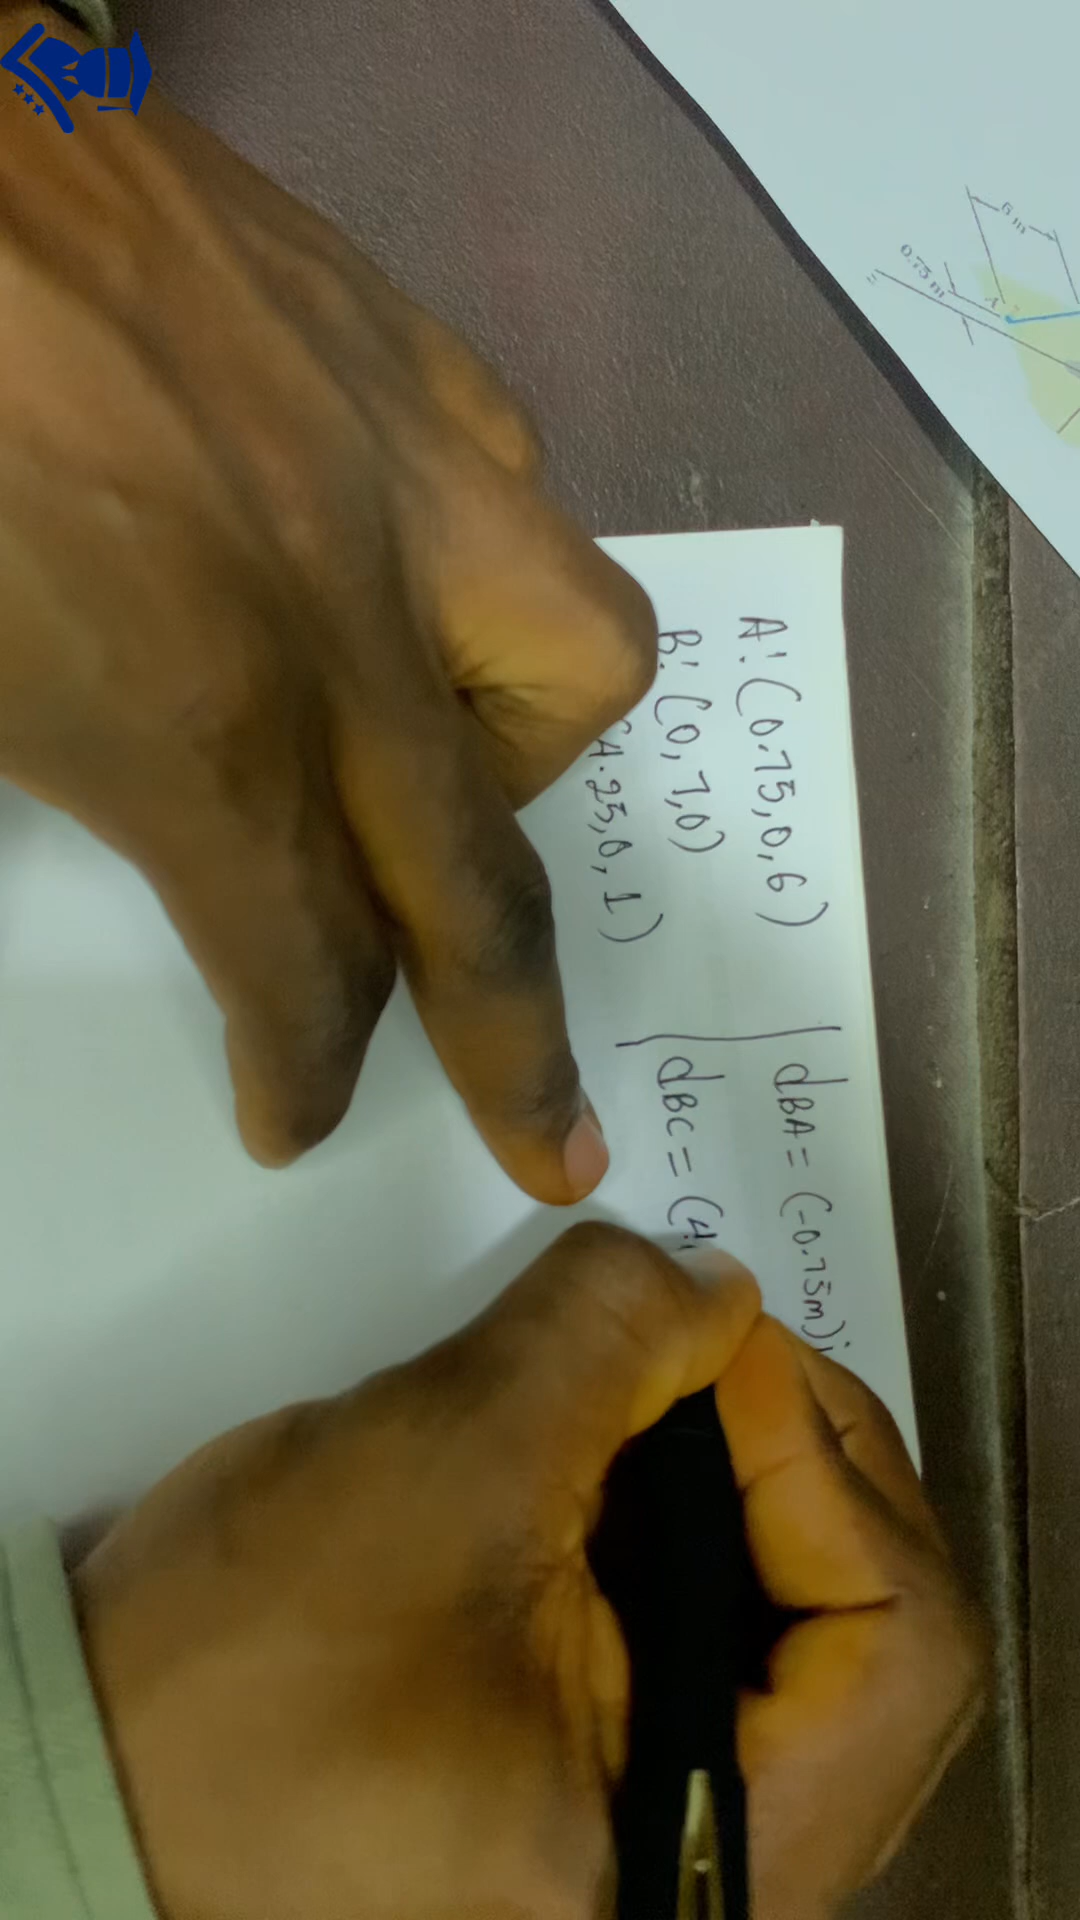 A: (0.75,0,6)
B: (0,7,0)
(4.25,0,1)
dBA = (-0.75m)i
dBC = (4.
6 m
0.75 m
A